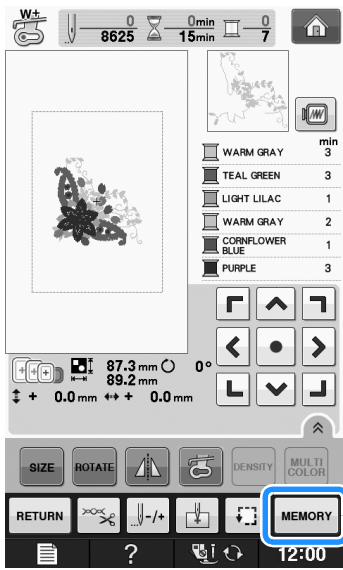 W+
0 0min 0
8625 15min 7
min
WARM GRAY 3
TEAL GREEN 3
LIGHT LILAC 1
WARM GRAY 2
CORNFLOWER
BLUE 1
PURPLE 3
87.3 mm 0°
89.2 mm
+ 0.0 mm + 0.0 mm
SIZE ROTATE DENSITY MULTI
COLOR
RETURN -/+ MEMORY
? 12:00